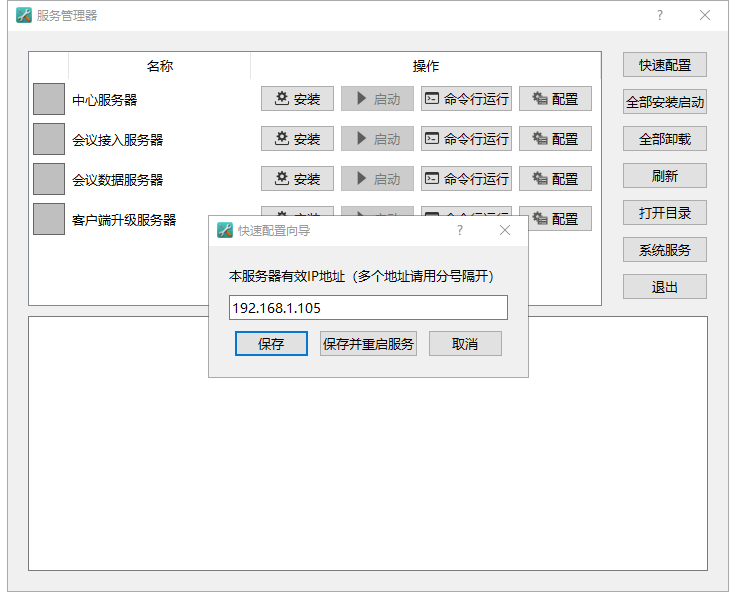 服务管理器
名称 操作
快速配置
中心服务器 安装 启动 命令行运行 配置
全部安装启动
会议接入服务器 安装 启动 命令行运行 配置
全部卸载
会议数据服务器 安装 启动 命令行运行 配置
刷新
客户端升级服务器 配置
打开目录
系统服务
退出
快速配置向导
本服务器有效IP地址（多个地址请用分号隔开）
192.168.1.105
保存 保存并重启服务 取消